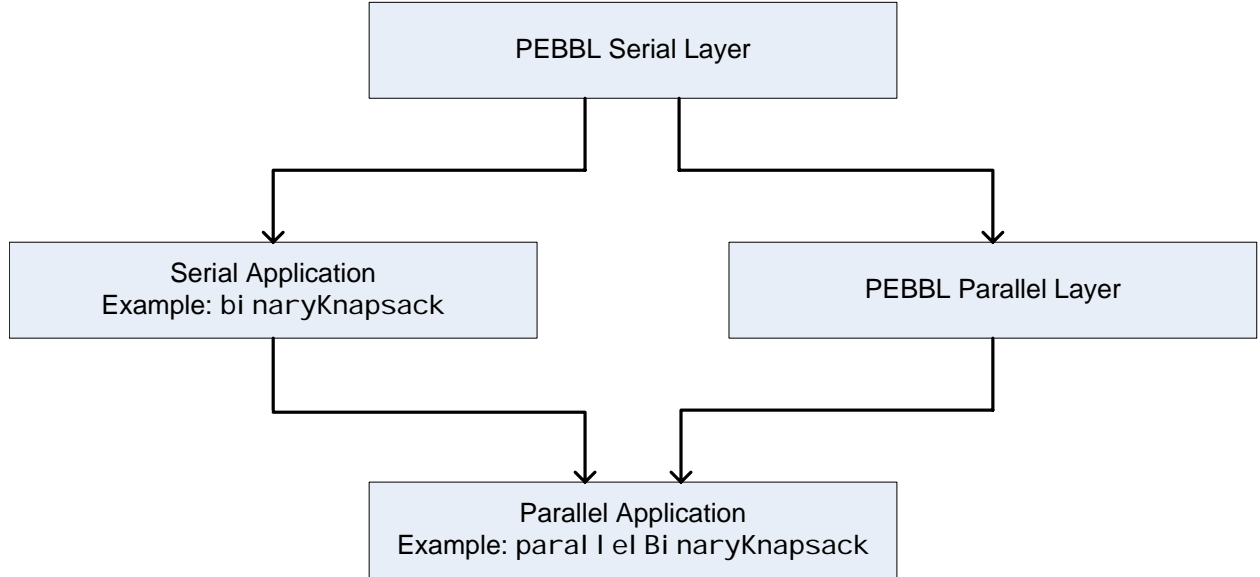 PEBBL Serial Layer
Serial Application
Example: binaryKnapsack
PEBBL Parallel Layer
Parallel Application
Example: parallelBinaryKnapsack